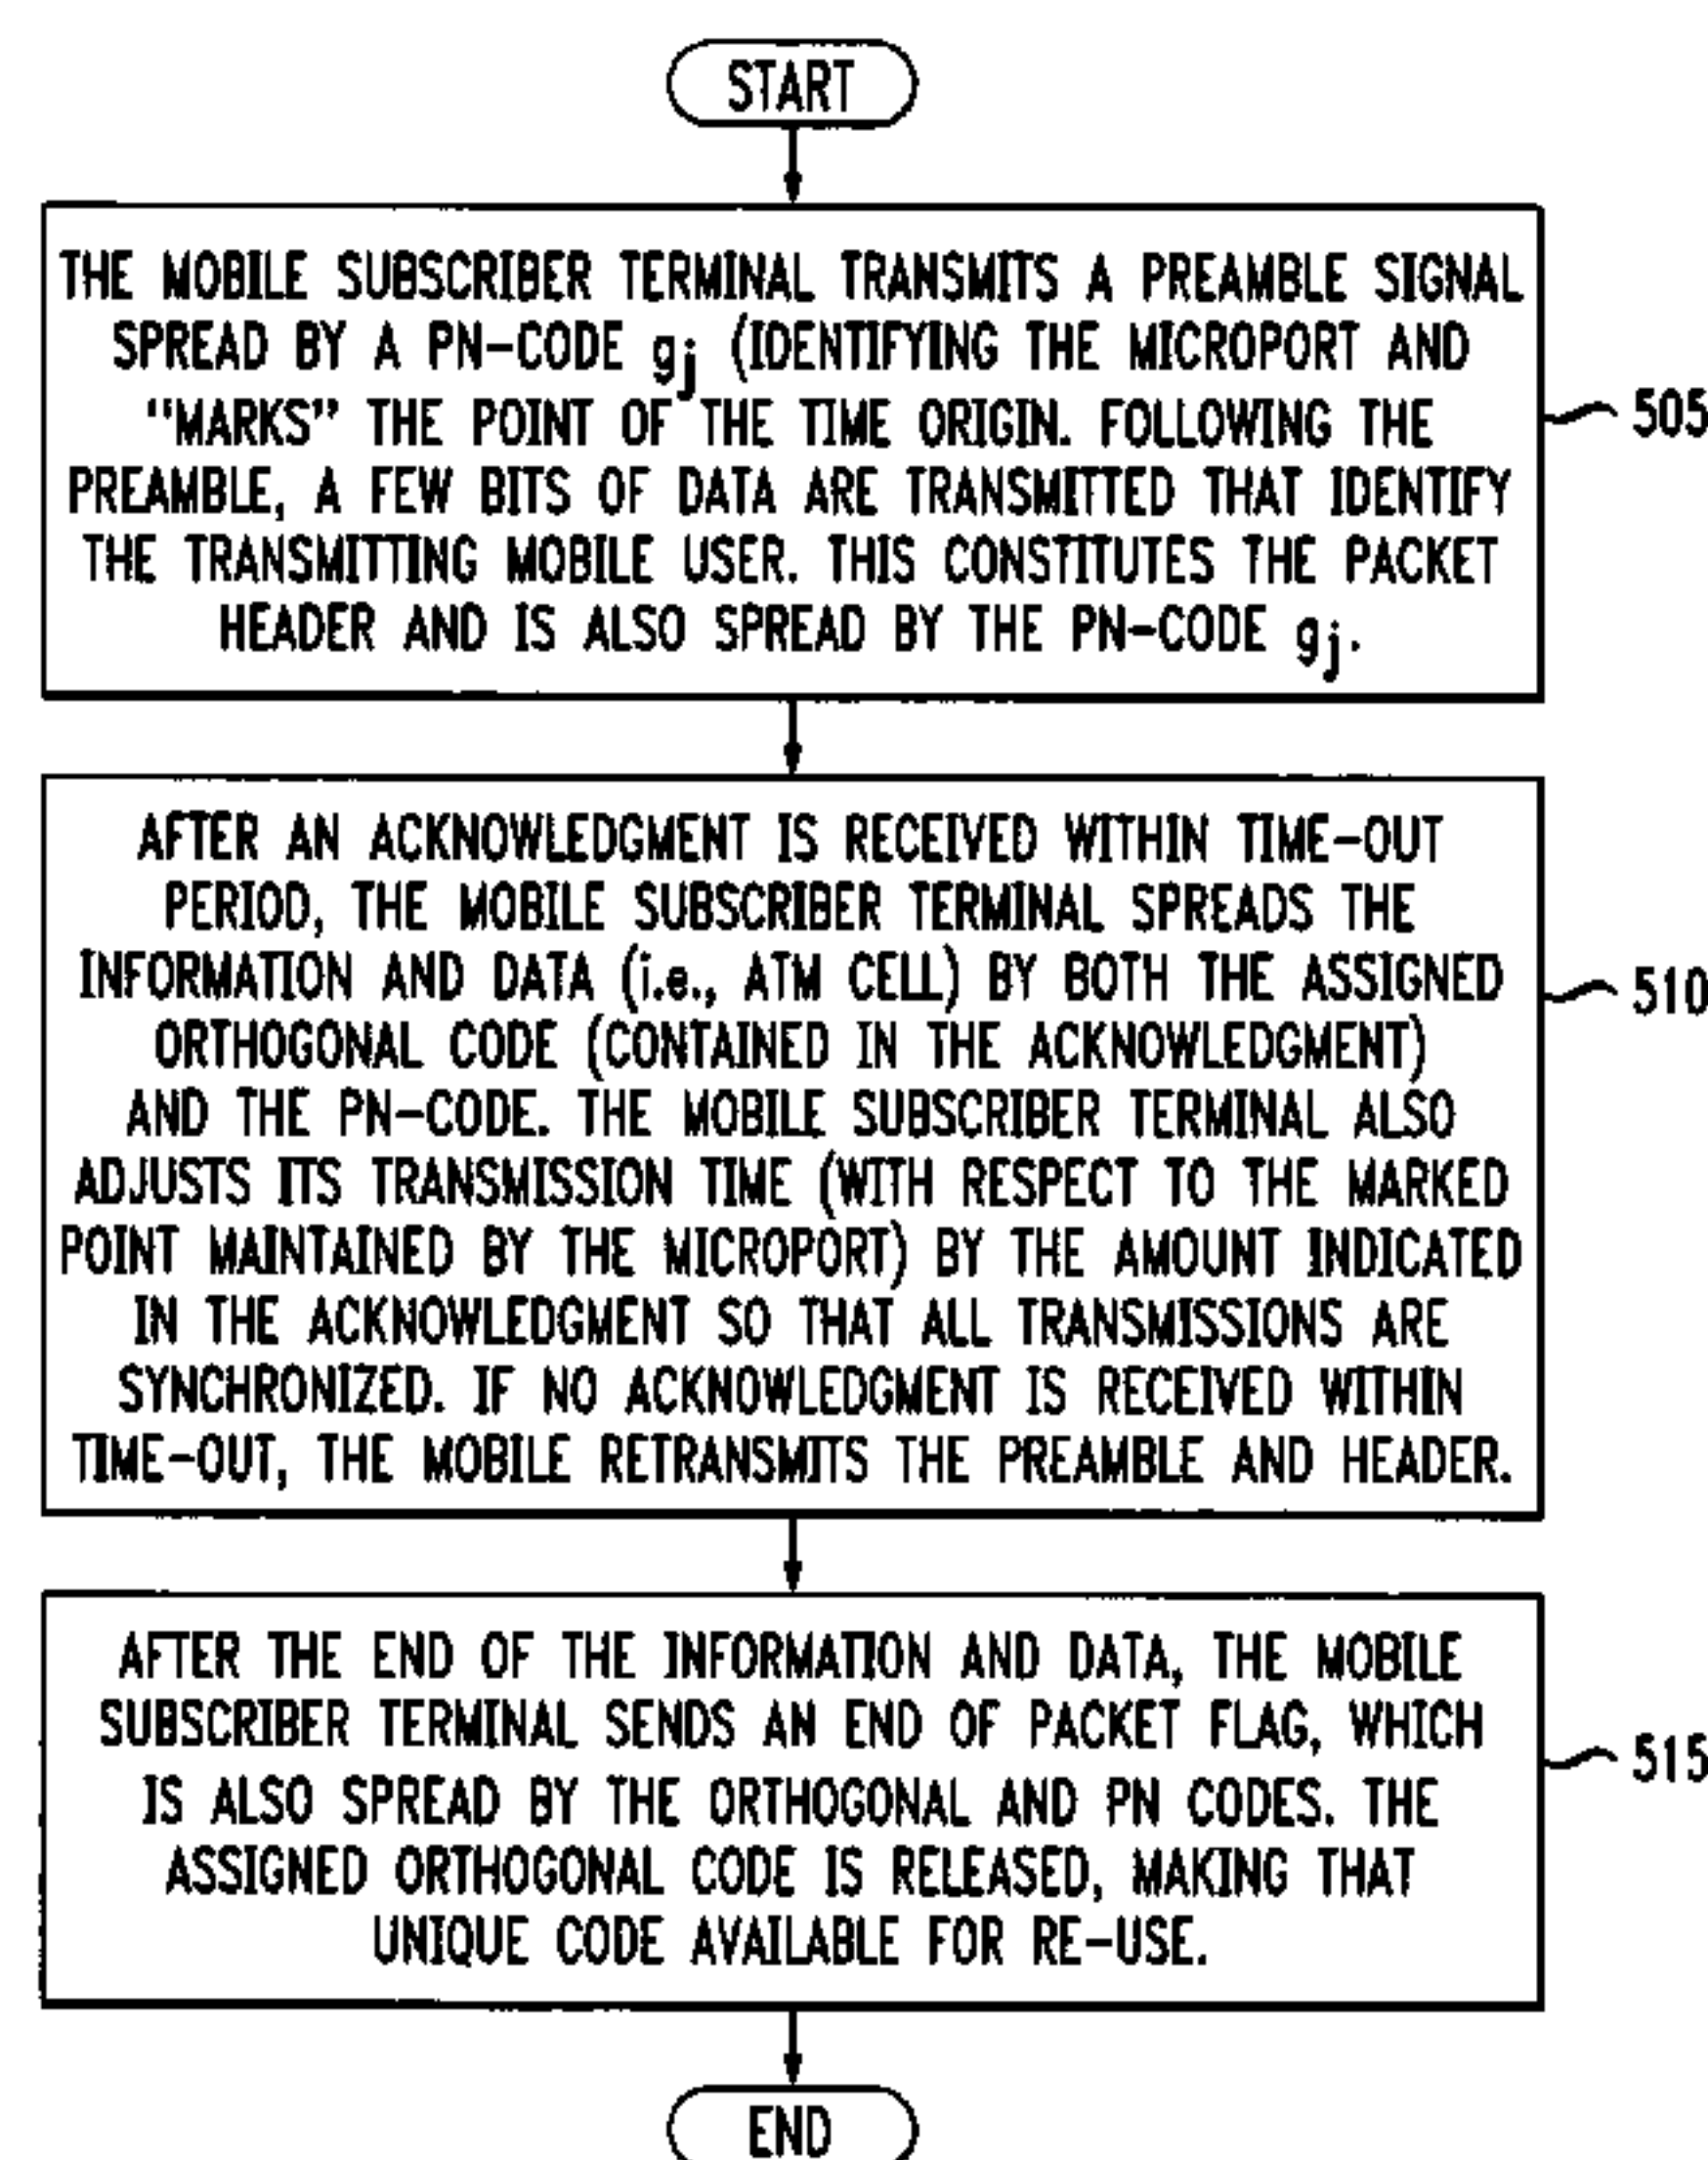 START
THE MOBILE SUBSCRIBER TERMINAL TRANSMITS A PREAMBLE SIGNAL
SPREAD BY A PN-CODE gj (IDENTIFYING THE MICROPORT AND
"MARKS" THE POINT OF THE TIME ORIGIN. FOLLOWING THE
PREAMBLE, A FEW BITS OF DATA ARE TRANSMITTED THAT IDENTIFY
THE TRANSMITTING MOBILE USER. THIS CONSTITUTES THE PACKET
HEADER AND IS ALSO SPREAD BY THE PN-CODE gj.
505
AFTER AN ACKNOWLEDGMENT IS RECEIVED WITHIN TIME-OUT
PERIOD, THE MOBILE SUBSCRIBER TERMINAL SPREADS THE
INFORMATION AND DATA (i.e., ATM CELL) BY BOTH THE ASSIGNED
ORTHOGONAL CODE (CONTAINED IN THE ACKNOWLEDGMENT)
AND THE PN-CODE. THE MOBILE SUBSCRIBER TERMINAL ALSO
ADJUSTS ITS TRANSMISSION TIME (WITH RESPECT TO THE MARKED
POINT MAINTAINED BY THE MICROPORT) BY THE AMOUNT INDICATED
IN THE ACKNOWLEDGMENT SO THAT ALL TRANSMISSIONS ARE
SYNCHRONIZED. IF NO ACKNOWLEDGMENT IS RECEIVED WITHIN
TIME-OUT, THE MOBILE RETRANSMITS THE PREAMBLE AND HEADER.
510
AFTER THE END OF THE INFORMATION AND DATA, THE MOBILE
SUBSCRIBER TERMINAL SENDS AN END OF PACKET FLAG, WHICH
IS ALSO SPREAD BY THE ORTHOGONAL AND PN CODES. THE
ASSIGNED ORTHOGONAL CODE IS RELEASED, MAKING THAT
UNIQUE CODE AVAILABLE FOR RE-USE.
515
END